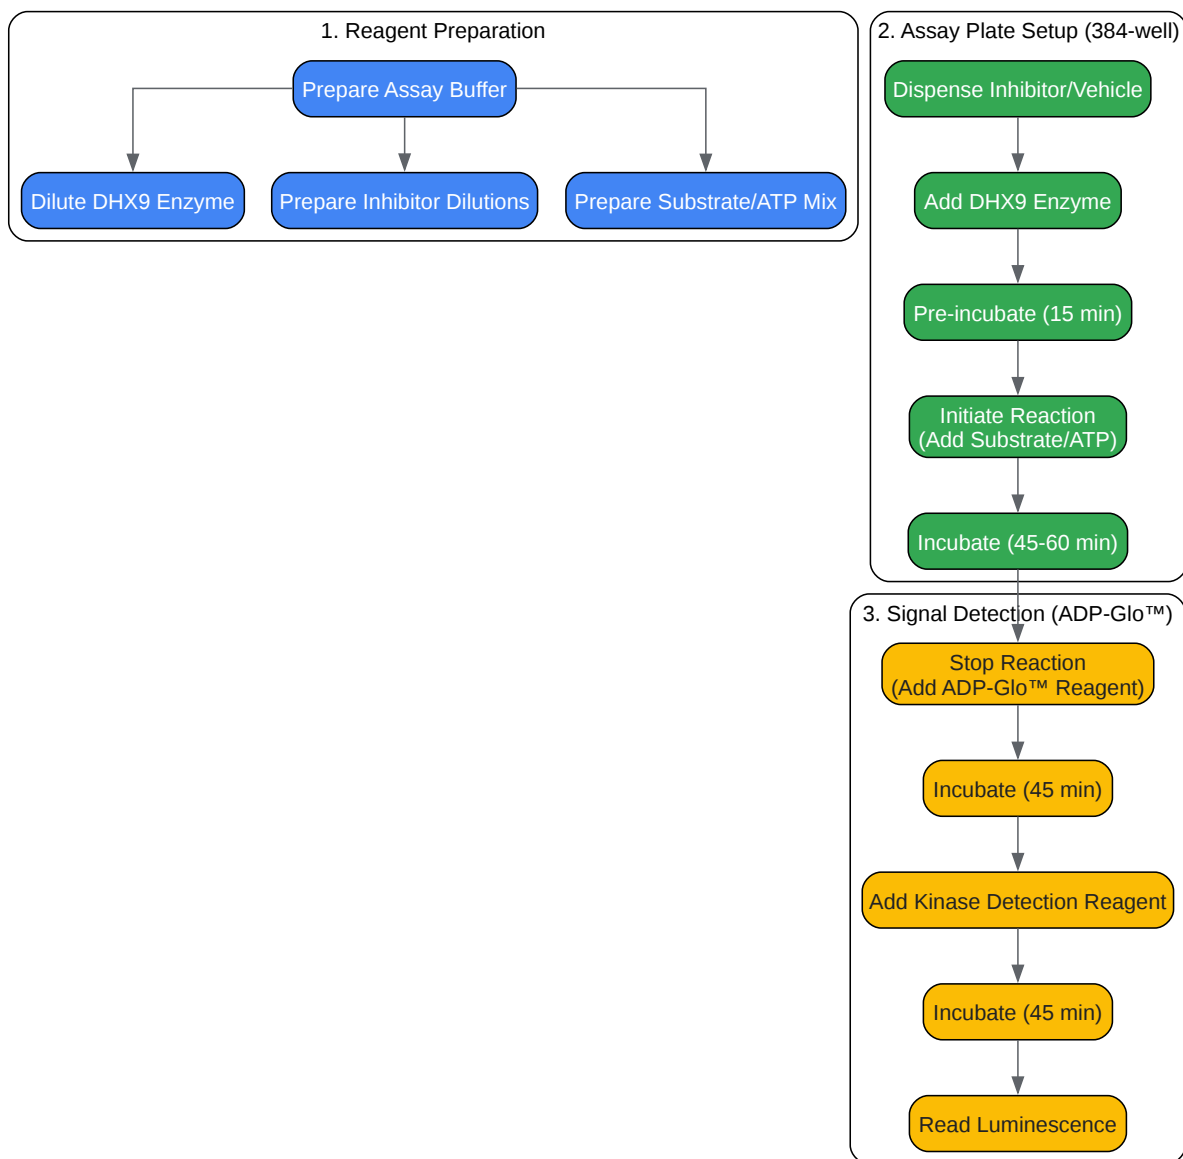 1. Reagent Preparation
Prepare Assay Buffer
Dilute DHX9 Enzyme
Prepare Inhibitor Dilutions
Prepare Substrate/ATP Mix
2. Assay Plate Setup (384-well)
Dispense Inhibitor/Vehicle
Add DHX9 Enzyme
Pre-incubate (15 min)
Initiate Reaction
(Add Substrate/ATP)
Incubate (45-60 min)
3. Signal Detection (ADP-Glo™)
Stop Reaction
(Add ADP-Glo™ Reagent)
Incubate (45 min)
Add Kinase Detection Reagent
Incubate (45 min)
Read Luminescence